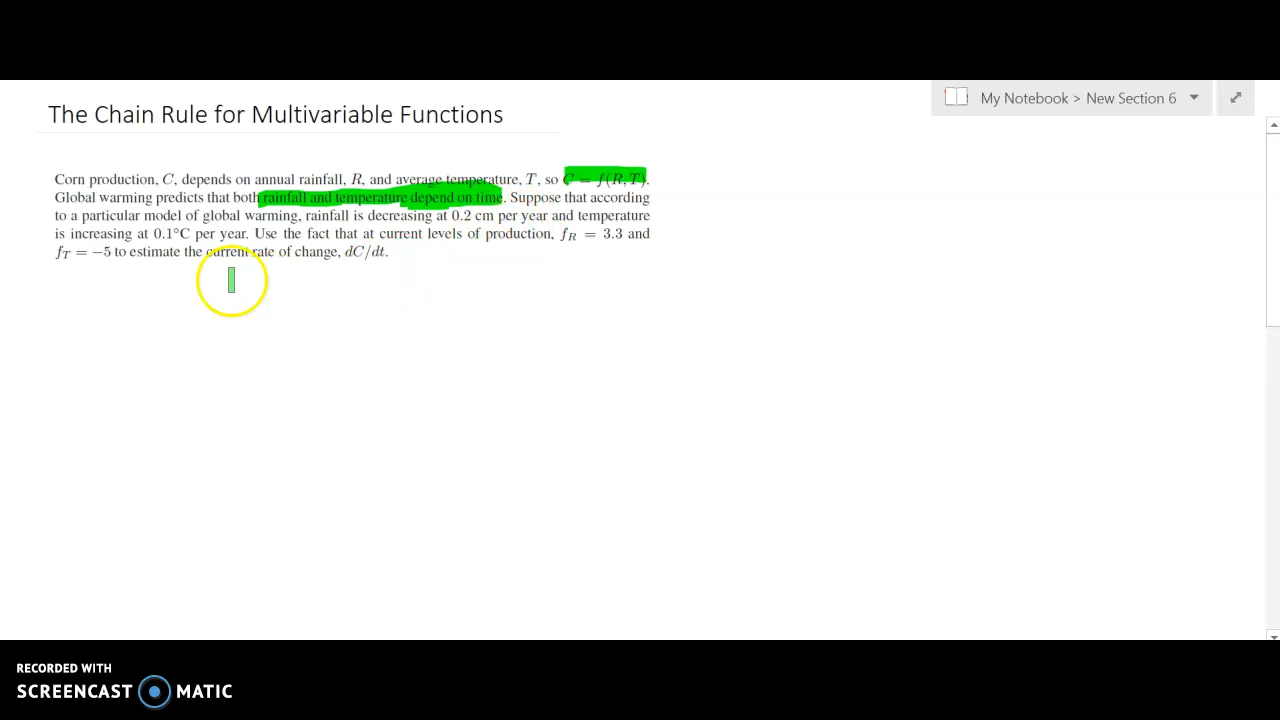 The Chain Rule for Multivariable Functions
My Notebook > New Section 6
Corn production, C, depends on annual rainfall, R, and average temperature, T, so C = f(R, T).
Global warming predicts that both rainfall and temperature depend on time. Suppose that according
to a particular model of global warming, rainfall is decreasing at 0.2 cm per year and temperature
is increasing at 0.1°C per year. Use the fact that at current levels of production, f_R = 3.3 and
f_T = −5 to estimate the current rate of change, dC/dt.
RECORDED WITH
SCREENCAST MATIC